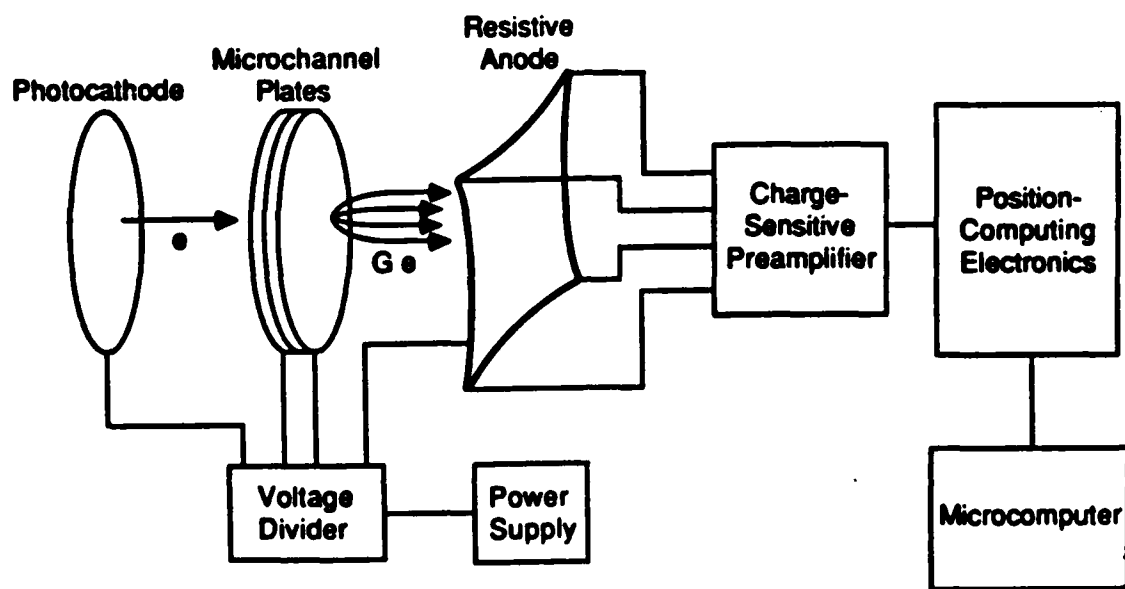 Photocathode
Microchannel
Plates
Resistive
Anode
e
G e
Charge-
Sensitive
Preamplifier
Position-
Computing
Electronics
Voltage
Divider
Power
Supply
Microcomputer